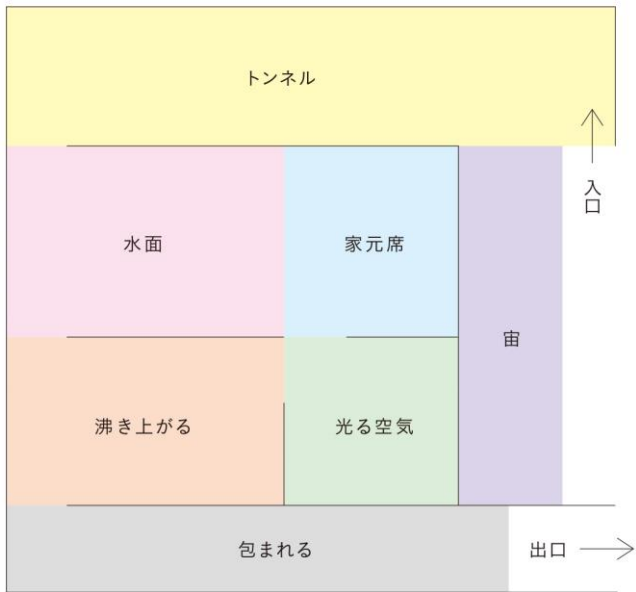 トンネル
入口
水面
家元席
宙
沸き上がる
光る空気
包まれる
出口